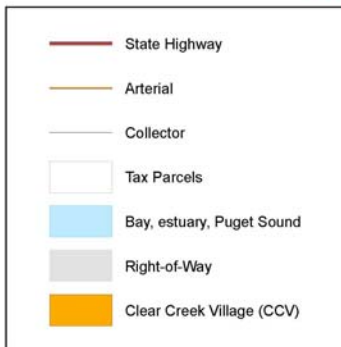 State Highway
Arterial
Collector
Tax Parcels
Bay, estuary, Puget Sound
Right-of-Way
Clear Creek Village (CCV)